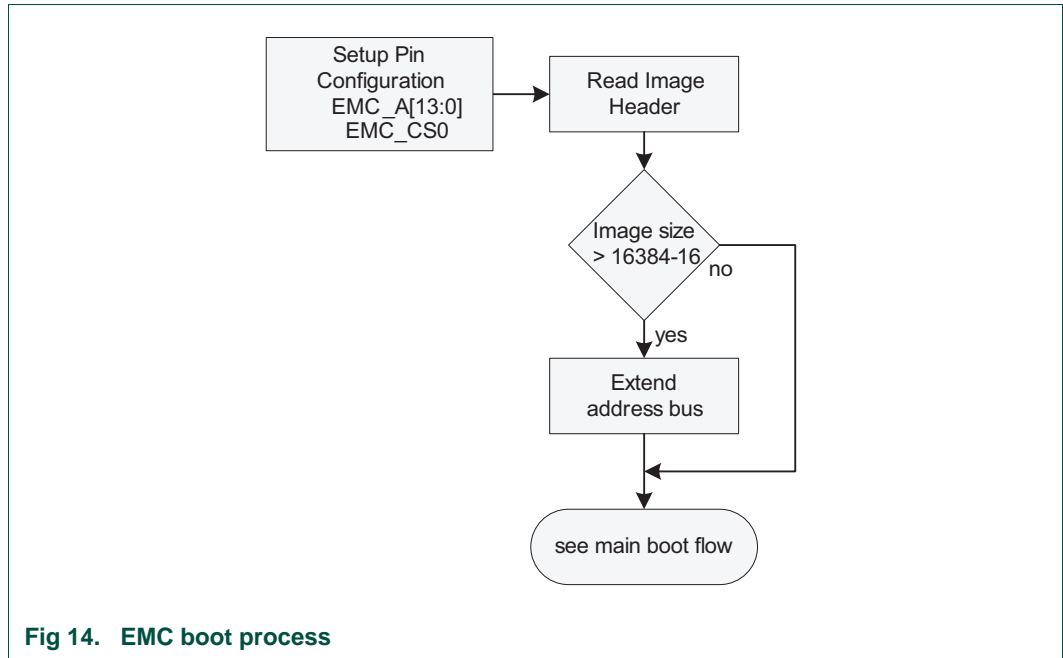 Setup Pin
Configuration
EMC_A[13:0]
EMC_CS0
Read Image
Header
Image size
> 16384-16
no
yes
Extend
address bus
see main boot flow
Fig 14. EMC boot process